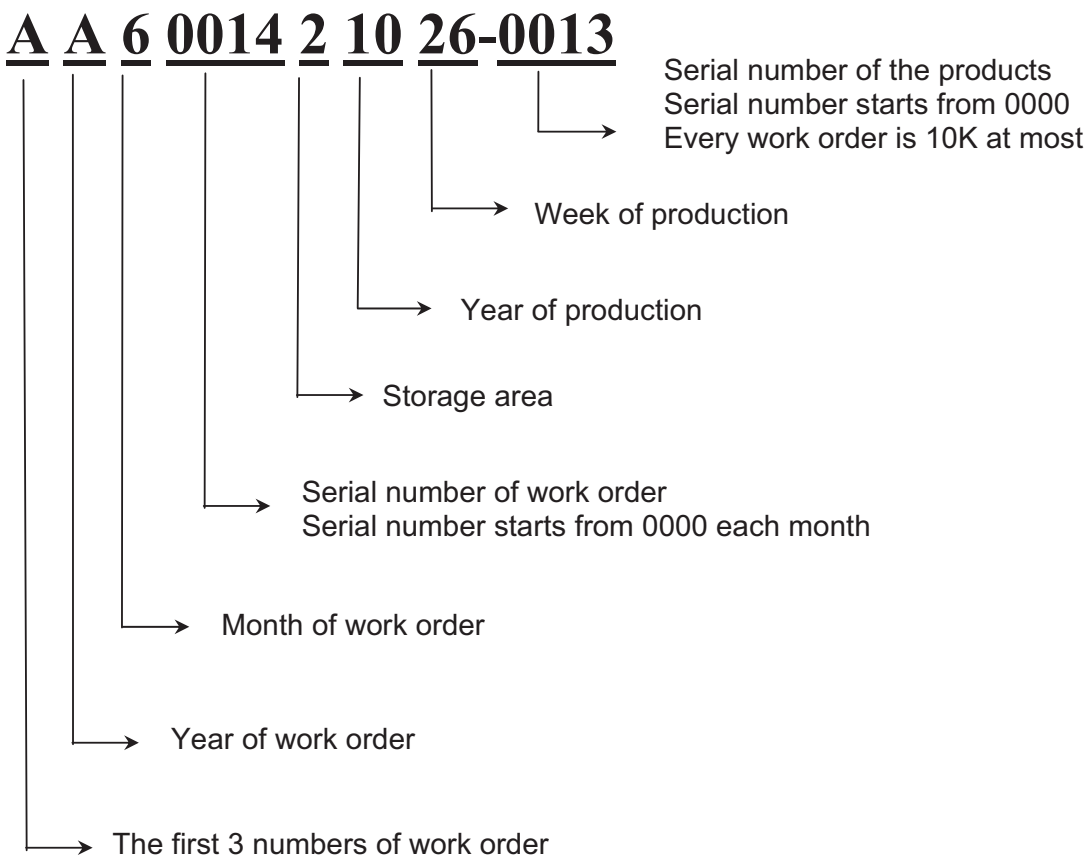 A A 6 0014 2 10 26-0013
Serial number of the products
Serial number starts from 0000
Every work order is 10K at most
Week of production
Year of production
Storage area
Serial number of work order
Serial number starts from 0000 each month
Month of work order
Year of work order
The first 3 numbers of work order